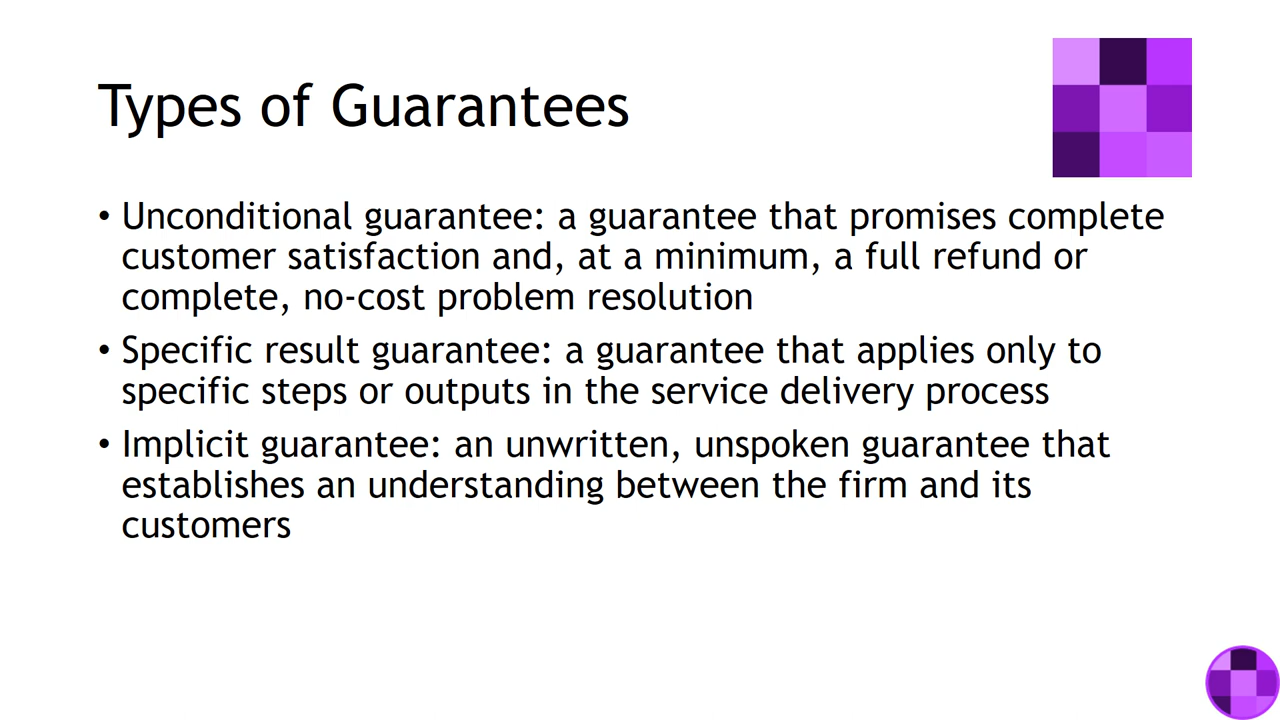 Types of Guarantees
• Unconditional guarantee: a guarantee that promises complete
customer satisfaction and, at a minimum, a full refund or
complete, no-cost problem resolution
• Specific result guarantee: a guarantee that applies only to
specific steps or outputs in the service delivery process
• Implicit guarantee: an unwritten, unspoken guarantee that
establishes an understanding between the firm and its
customers